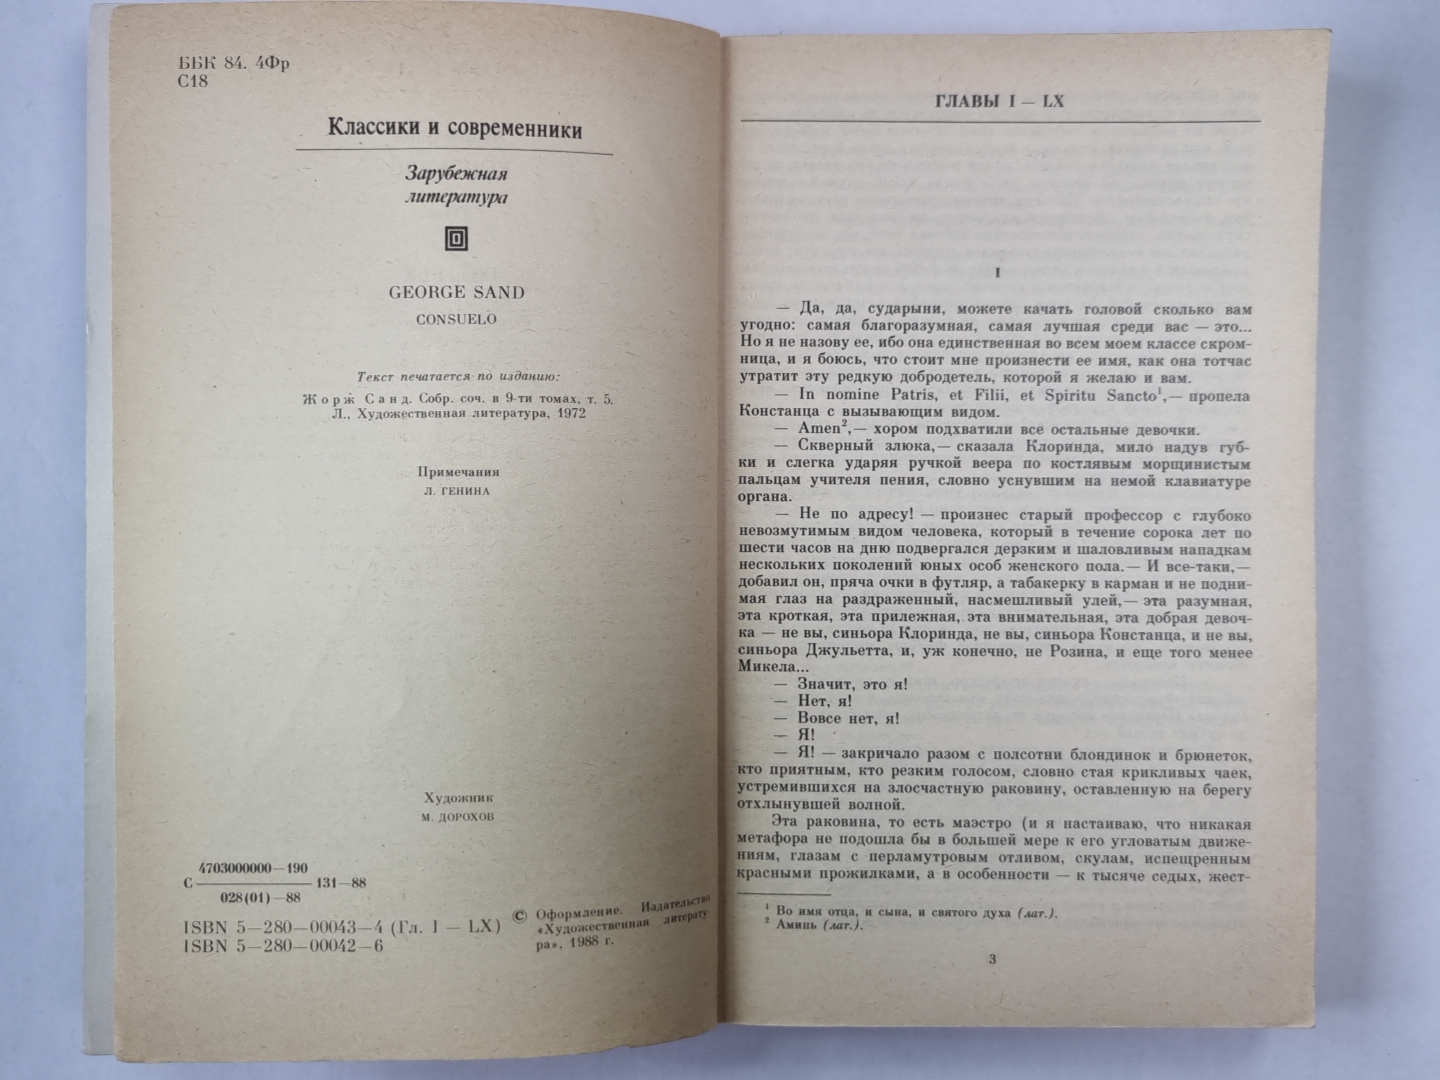 ББК 84. 4Фр
С18
Классики и современники
Зарубежная
литература
GEORGE SAND
CONSUELO
Текст печатается по изданию:
Жорж Санд. Собр. соч. в 9-ти томах, т. 5.
Л., Художественная литература, 1972
Примечания
Л. ГЕНИНА
Художник
М. ДОРОХОВ
4703000000—190
С 131—88
028(01)—88
ISBN 5—280—00043—4 (Гл. I — LX)
ISBN 5—280—00042—6
© Оформление. Издательство
«Художественная литерату-
ра», 1988 г.
ГЛАВЫ I — LX
I
— Да, да, сударыни, можете качать головой сколько вам
угодно: самая благоразумная, самая лучшая среди вас — это...
Но я не назову ее, ибо она единственная во всем моем классе скром-
ница, и я боюсь, что стоит мне произнести ее имя, как она тотчас
утратит эту редкую добродетель, которой я желаю и вам.
— In nomine Patris, et Filii, et Spiritu Sancto¹,— пропела
Констанца с вызывающим видом.
— Amen²,— хором подхватили все остальные девочки.
— Скверный злюка,— сказала Клоринда, мило надув губ-
ки и слегка ударяя ручкой веера по костлявым морщинистым
пальцам учителя пения, словно уснувшим на немой клавиатуре
органа.
— Не по адресу! — произнес старый профессор с глубоко
невозмутимым видом человека, который в течение сорока лет по
шести часов на дню подвергался дерзким и шаловливым нападкам
нескольких поколений юных особ женского пола.— И все-таки,—
добавил он, пряча очки в футляр, а табакерку в карман и не подни-
мая глаз на раздраженный, насмешливый улей,— эта разумная,
эта кроткая, эта прилежная, эта внимательная, эта добрая девоч-
ка — не вы, синьора Клоринда, не вы, синьора Констанца, и не вы,
синьора Джульетта, и, уж конечно, не Розина, и еще того менее
Микела...
— Значит, это я!
— Нет, я!
— Вовсе нет, я!
— Я!
— Я! — закричало разом с полсотни блондинок и брюнеток,
кто приятным, кто резким голосом, словно стая крикливых чаек,
устремившихся на злосчастную раковину, оставленную на берегу
отхлынувшей волной.
Эта раковина, то есть маэстро (и я настаиваю, что никакая
метафора не подошла бы в большей мере к его угловатым движе-
ниям, глазам с перламутровым отливом, скулам, испещренным
красными прожилками, а в особенности — к тысяче седых, жест-
¹ Во имя отца, и сына, и святого духа (лат.).
² Аминь (лат.).
3